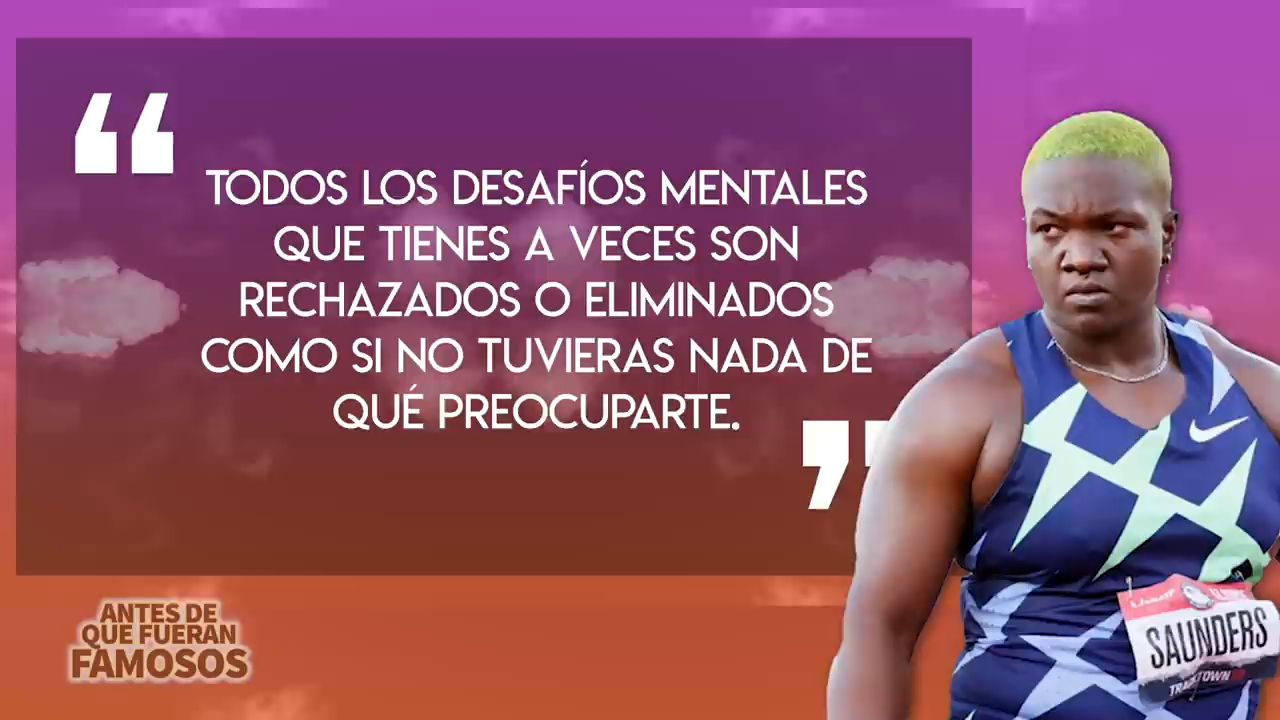 “
TODOS LOS DESAFÍOS MENTALES
QUE TIENES A VECES SON
RECHAZADOS O ELIMINADOS
COMO SI NO TUVIERAS NADA DE
QUÉ PREOCUPARTE.
”
ANTES DE
QUE FUERAN
FAMOSOS
SAUNDERS